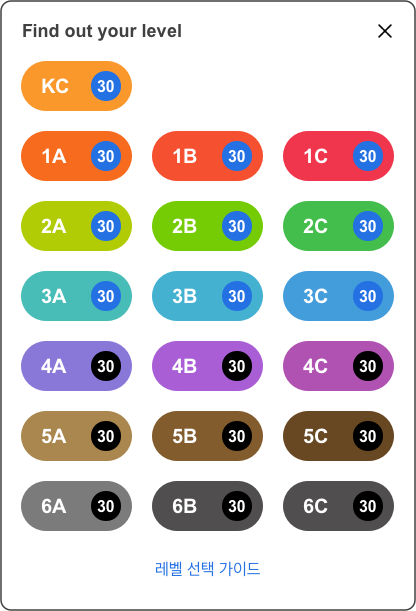 Find out your level
KC 30
1A 30 1B 30 1C 30
2A 30 2B 30 2C 30
3A 30 3B 30 3C 30
4A 30 4B 30 4C 30
5A 30 5B 30 5C 30
6A 30 6B 30 6C 30
레벨 선택 가이드